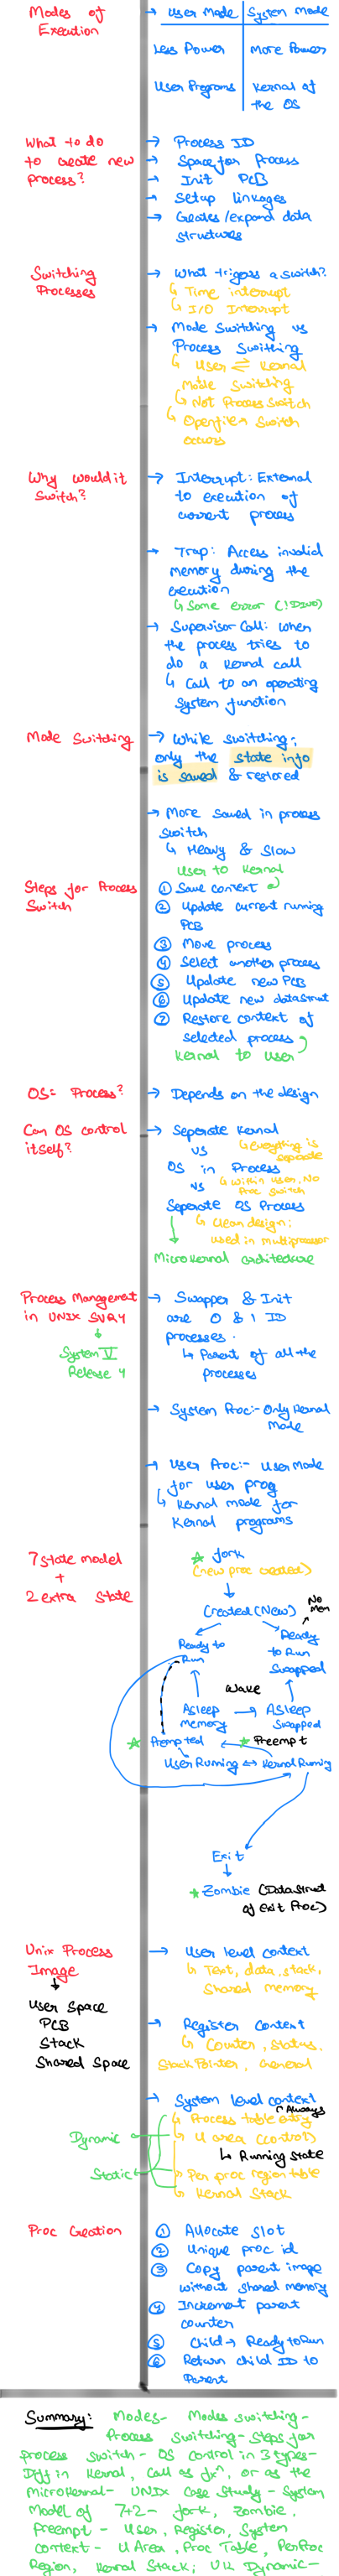 Modes of
Execution
→ User Mode | System Mode
Less Power | More Power
User Programs | Kernel of
the OS
What to do
to create new
process?
→ Process ID
→ Space for Process
→ Init PCB
→ Setup linkages
→ Creates/expand data
structures
Switching
Processes
→ What trigers a switch?
↳ Time interrupt
↳ I/O Interrupt
→ Mode Switching vs
Process Switching
↳ User ⇌ Kernal
Mode Switching
↳ Not Process Switch
↳ Openfile → Switch
occurs
Why would it
Switch?
→ Interrupt: External
to execution of
current process
→ Trap: Access invalid
memory during the
execution
↳ Some error (!DIV0)
→ Supervisor Call: When
the process tries to
do a Kernal call
↳ Call to an operating
System function
Mode Switching
→ While switching,
only the state info
is saved & restored
→ More saved in process
switch
↳ Heavy & Slow
User to Kernal
Steps for Process
Switch
① Save context
② Update current running
PCB
③ Move process
④ Select another process
⑤ Update new PCB
⑥ Update new datastruct
⑦ Restore context of
selected process
Kernal to User
OS = Process?
→ Depends on the design
Can OS control
itself?
→ Seperate Kernal
↳ everything is
seperate
vs
OS in Process
↳ Within user, No
Proc switch
vs
Seperate OS Process
↳ Clean design;
used in multiprocessor
Microkernal architecture
Process Management
in UNIX SVR4
↓
System V
Release 4
→ Swapper & Init
are 0 & 1 ID
processes.
↳ Parent of all the
processes
→ System Proc:- Only Kernal
Mode
→ User Proc:- User Mode
for user prog
↳ Kernal mode for
Kernal programs
7 State model
+
2 extra state
☆ fork
(new proc created)
↓
Created (New)
No
Mem
Ready to
Run
Ready
to Run
Swapped
Wake
Asleep
Memory
→ Asleep
Swapped
☆ Prempted
☆ Preempt
User Runing ↔ Kernal Runing
Exit
↓
☆ Zombie (Datastruct
of exit Proc)
Unix Process
Image
↓
User Space
PCB
Stack
Shared Space
→ User level context
↳ Text, data, stack,
Shared memory
→ Register Context
↳ Counter, status,
Stack Pointer, General
→ System level context
Always
↳ Process table entry
↳ U area (control)
↳ Running state
↳ Per proc region table
↳ Kernal Stack
Dynamic
Static
Proc Creation
① Allocate slot
② Unique proc id
③ Copy parent image
without shared memory
④ Increment parent
counter
⑤ Child → Ready to Run
⑥ Return child ID to
Parent
Summary: Modes- Modes switching-
Process Switching- Steps for
process switch- OS control in 3 types-
Diff in Kernal, Call as fxⁿ, or as the
Microkernal- UNIX Case Study- System
Model of 7+2- fork, zombie,
Preempt- User, Register, System
Context- U Area, Proc Table, PerProc
Region, Kernal Stack;
Dynamic-